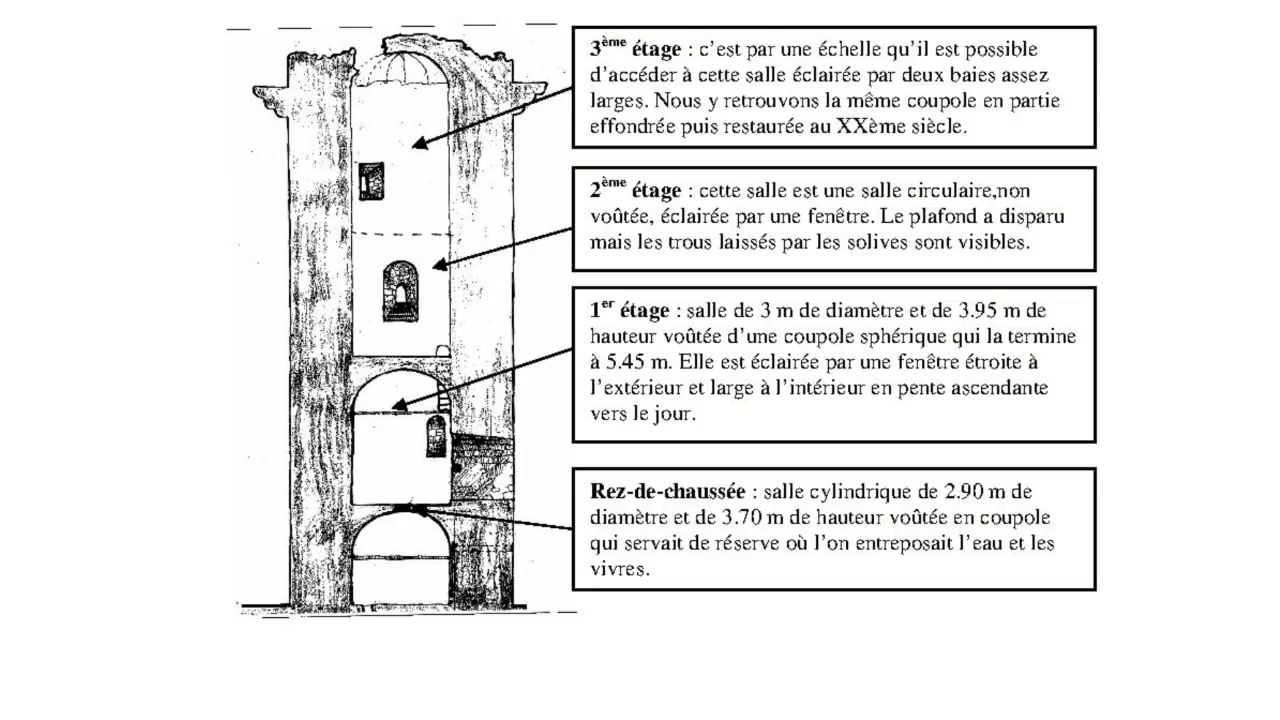 3ème étage : c’est par une échelle qu’il est possible
d’accéder à cette salle éclairée par deux baies assez
larges. Nous y retrouvons la même coupole en partie
effondrée puis restaurée au XXème siècle.
2ème étage : cette salle est une salle circulaire,non
voûtée, éclairée par une fenêtre. Le plafond a disparu
mais les trous laissés par les solives sont visibles.
1er étage : salle de 3 m de diamètre et de 3.95 m de
hauteur voûtée d’une coupole sphérique qui la termine
à 5.45 m. Elle est éclairée par une fenêtre étroite à
l’extérieur et large à l’intérieur en pente ascendante
vers le jour.
Rez-de-chaussée : salle cylindrique de 2.90 m de
diamètre et de 3.70 m de hauteur voûtée en coupole
qui servait de réserve où l’on entreposait l’eau et les
vivres.